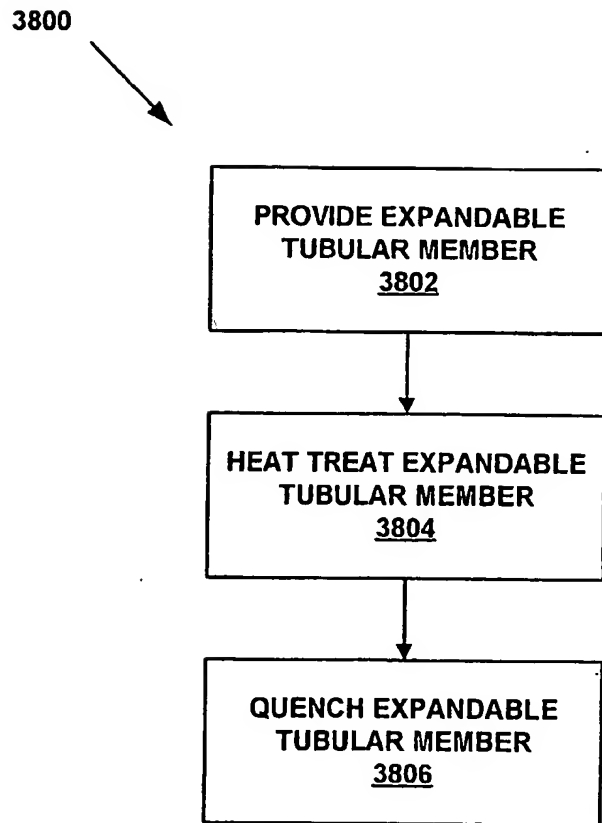 3800
PROVIDE EXPANDABLE
TUBULAR MEMBER
3802
HEAT TREAT EXPANDABLE
TUBULAR MEMBER
3804
QUENCH EXPANDABLE
TUBULAR MEMBER
3806